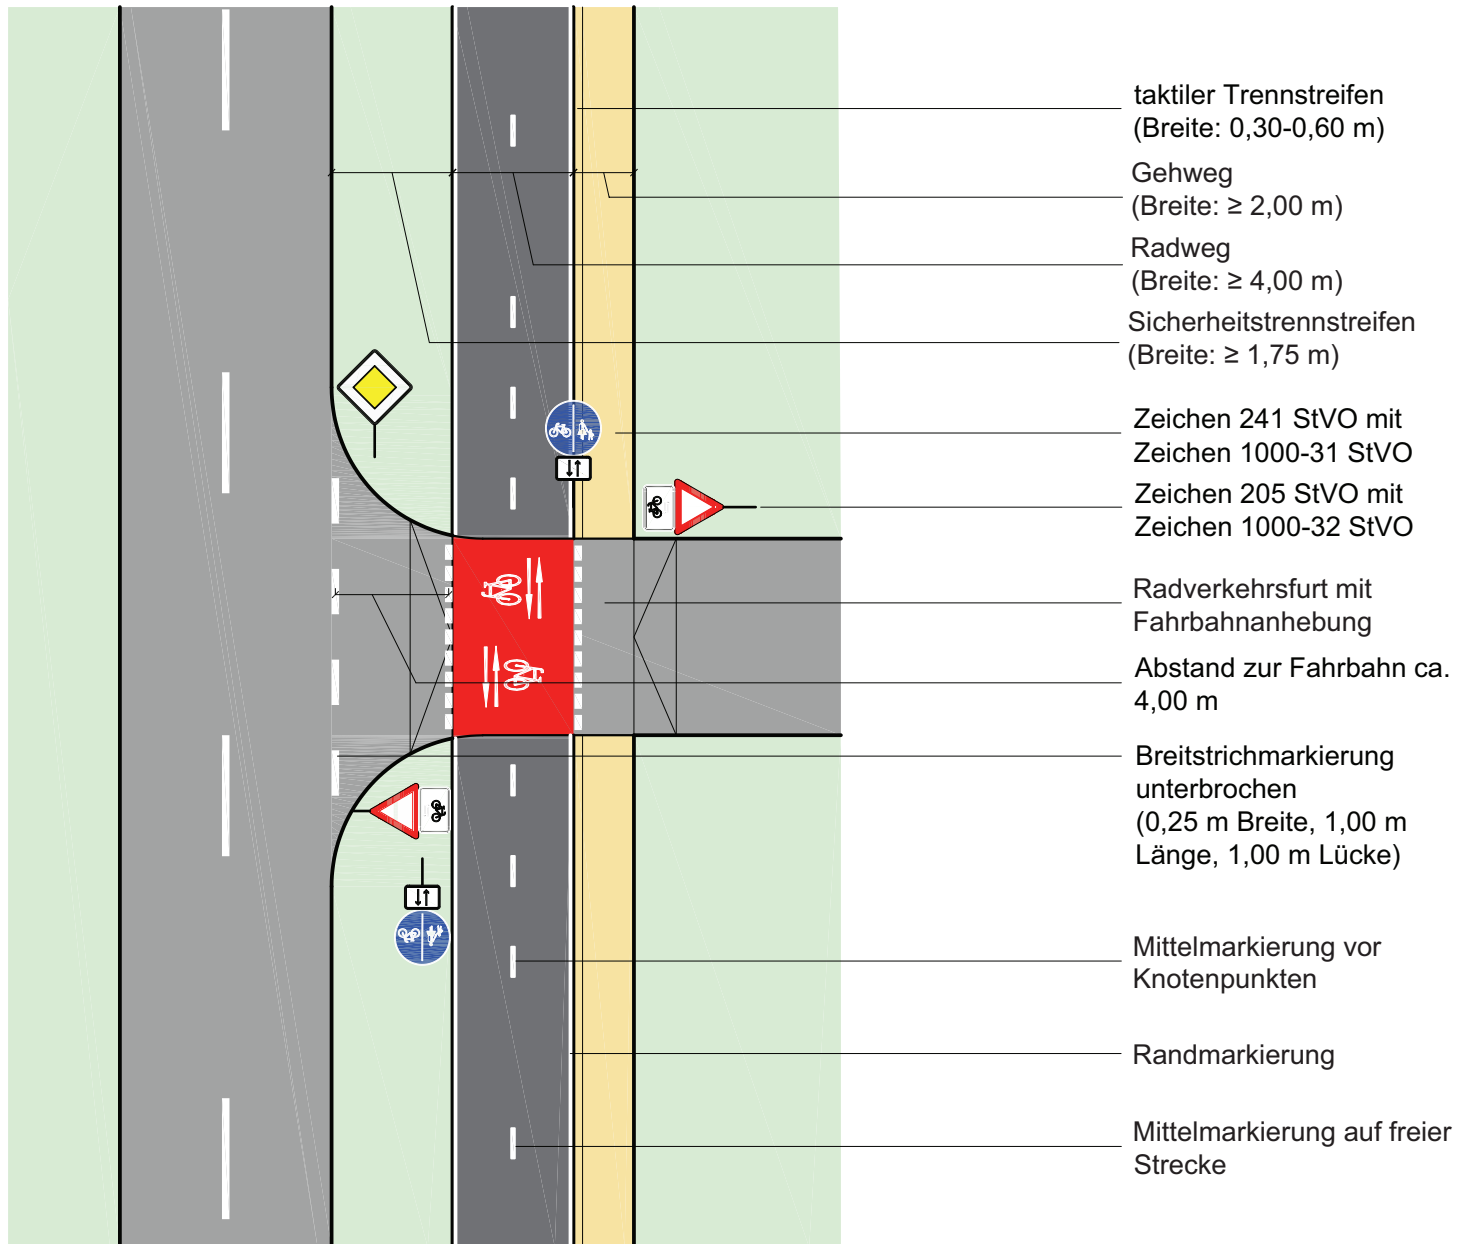 taktiler Trennstreifen
(Breite: 0,30-0,60 m)
Gehweg
(Breite: ≥ 2,00 m)
Radweg
(Breite: ≥ 4,00 m)
Sicherheitstrennstreifen
(Breite: ≥ 1,75 m)
Zeichen 241 StVO mit
Zeichen 1000-31 StVO
Zeichen 205 StVO mit
Zeichen 1000-32 StVO
Radverkehrsfurt mit
Fahrbahnanhebung
Abstand zur Fahrbahn ca.
4,00 m
Breitstrichmarkierung
unterbrochen
(0,25 m Breite, 1,00 m
Länge, 1,00 m Lücke)
Mittelmarkierung vor
Knotenpunkten
Randmarkierung
Mittelmarkierung auf freier
Strecke